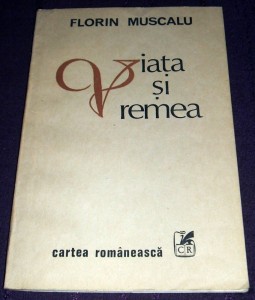 FLORIN MUSCALU
Viața și
Vremea
CR
cartea românească